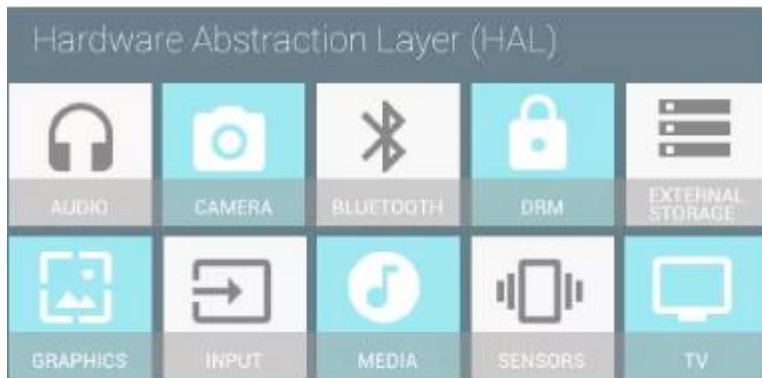 Hardware Abstraction Layer (HAL)
AUDIO
CAMERA
BLUETOOTH
DRM
EXTERNAL
STORAGE
GRAPHICS
INPUT
MEDIA
SENSORS
TV